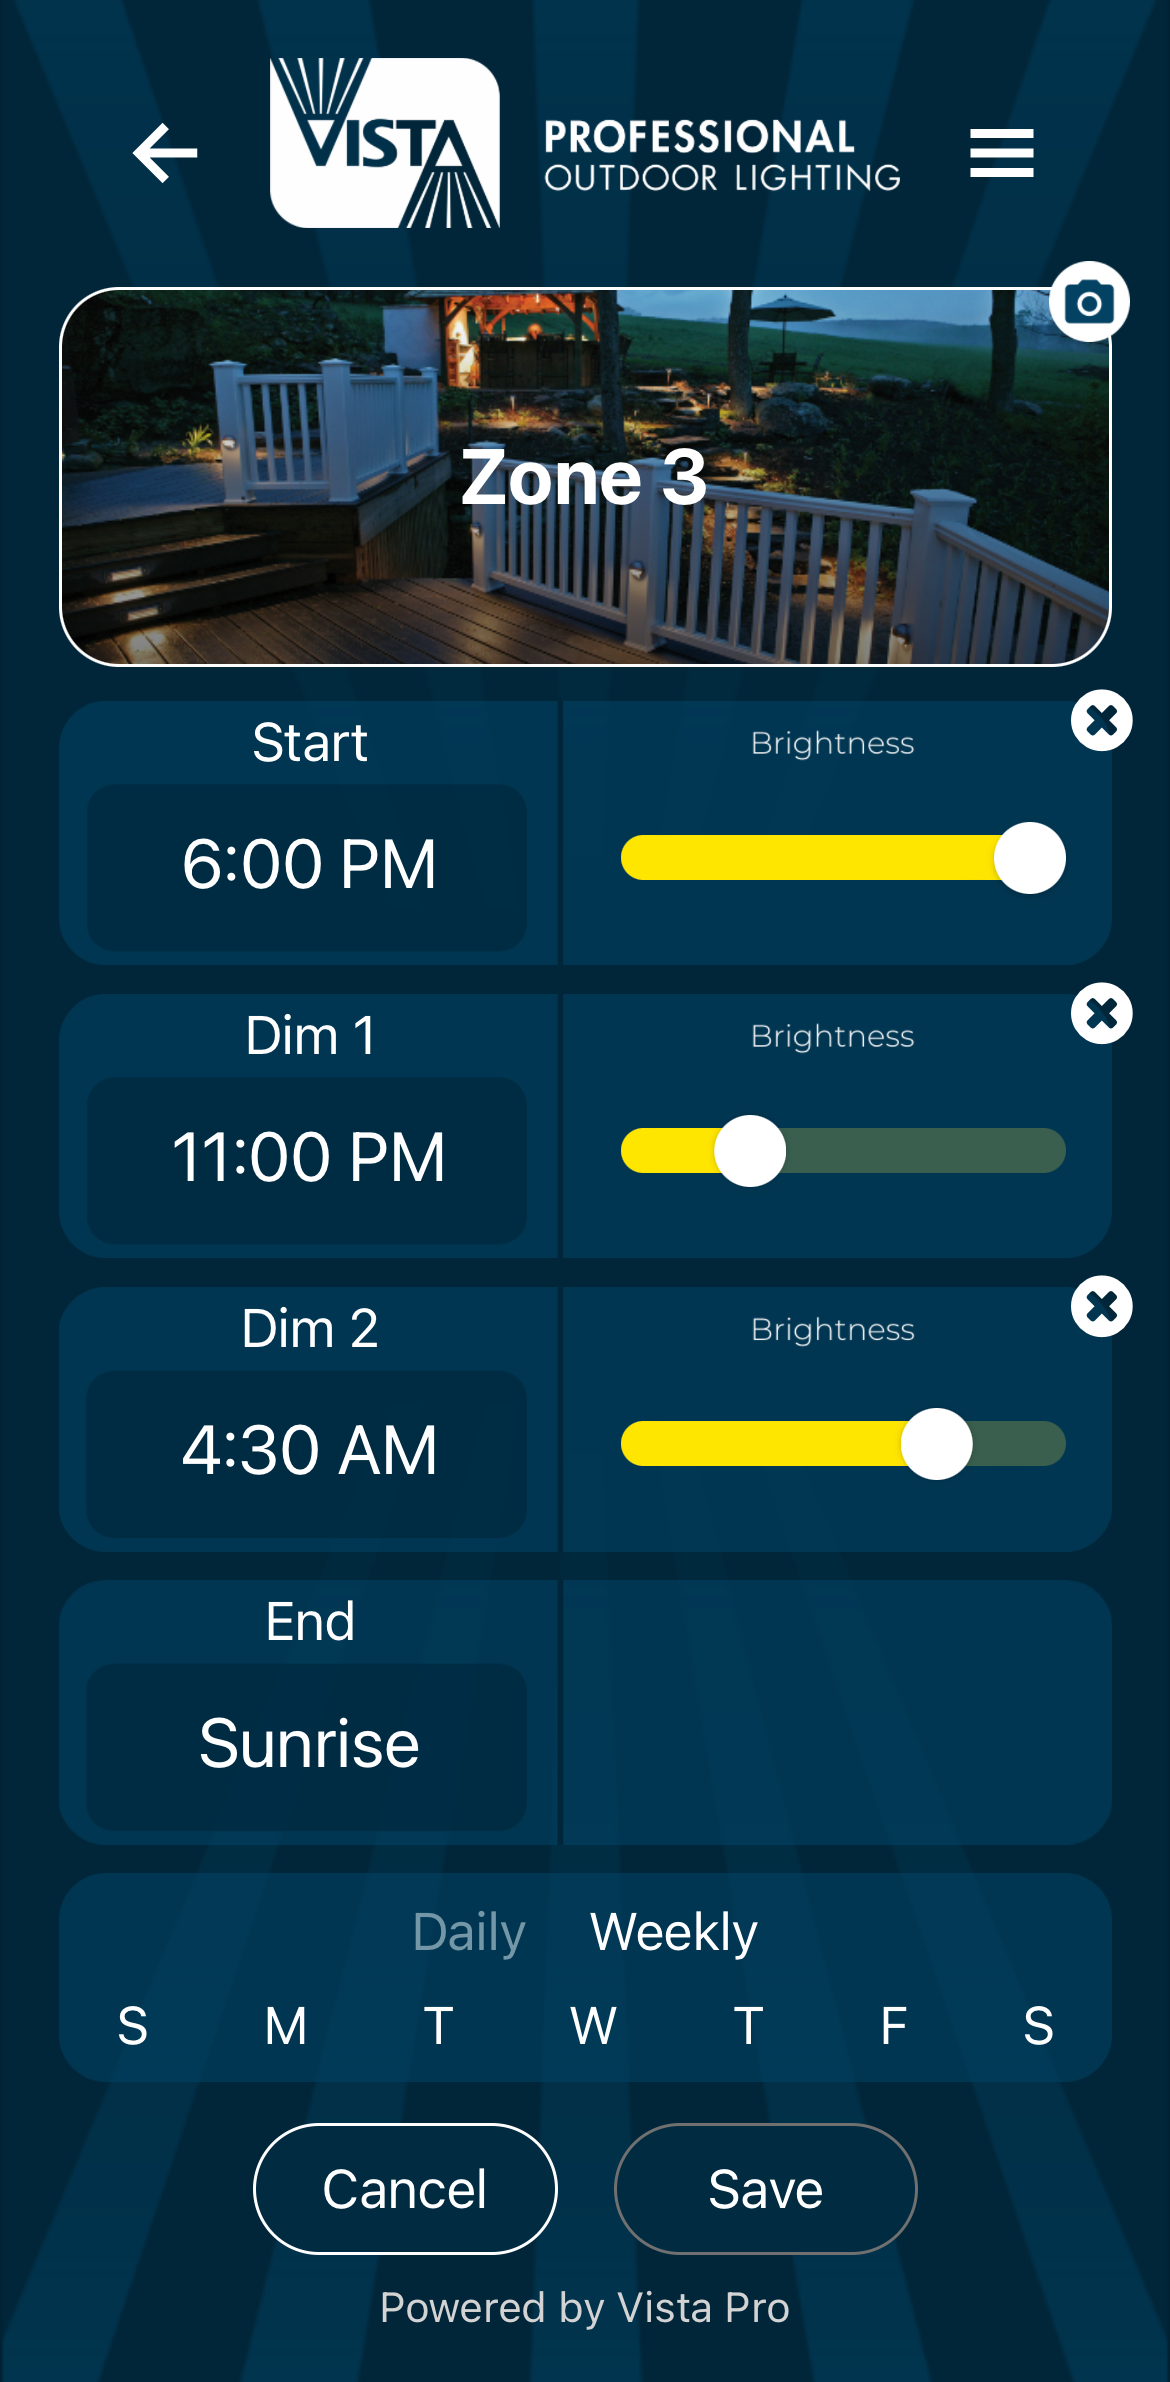 VISTA
PROFESSIONAL
OUTDOOR LIGHTING
Zone 3
Start
Brightness
6:00 PM
Dim 1
Brightness
11:00 PM
Dim 2
Brightness
4:30 AM
End
Sunrise
Daily Weekly
S M T W T F S
Cancel Save
Powered by Vista Pro